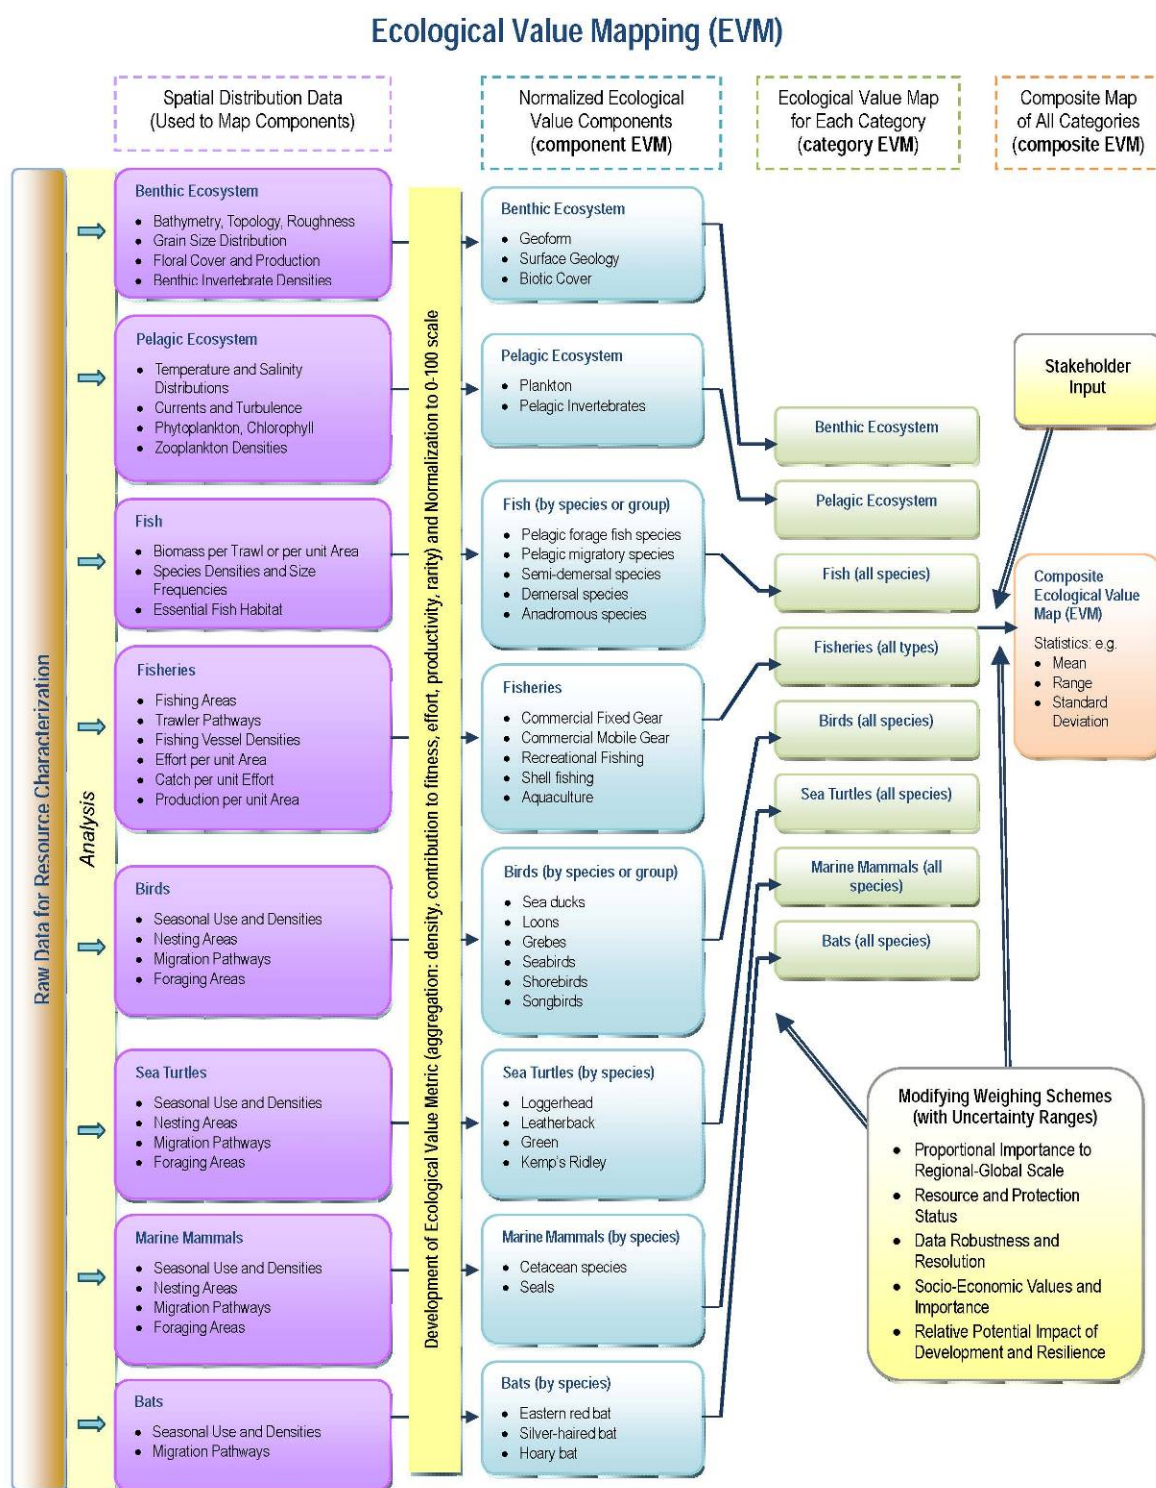 Ecological Value Mapping (EVM)
Spatial Distribution Data
(Used to Map Components)
Normalized Ecological
Value Components
(component EVM)
Ecological Value Map
for Each Category
(category EVM)
Composite Map
of All Categories
(composite EVM)
Raw Data for Resource Characterization
Analysis
Benthic Ecosystem
• Bathymetry, Topology, Roughness
• Grain Size Distribution
• Floral Cover and Production
• Benthic Invertebrate Densities
Pelagic Ecosystem
• Temperature and Salinity
Distributions
• Currents and Turbulence
• Phytoplankton, Chlorophyll
• Zooplankton Densities
Fish
• Biomass per Trawl or per unit Area
• Species Densities and Size
Frequencies
• Essential Fish Habitat
Fisheries
• Fishing Areas
• Trawler Pathways
• Fishing Vessel Densities
• Effort per unit Area
• Catch per unit Effort
• Production per unit Area
Birds
• Seasonal Use and Densities
• Nesting Areas
• Migration Pathways
• Foraging Areas
Sea Turtles
• Seasonal Use and Densities
• Nesting Areas
• Migration Pathways
• Foraging Areas
Marine Mammals
• Seasonal Use and Densities
• Nesting Areas
• Migration Pathways
• Foraging Areas
Bats
• Seasonal Use and Densities
• Migration Pathways
Development of Ecological Value Metric (aggregation: density, contribution to fitness, effort, productivity, rarity) and Normalization to 0-100 scale
Benthic Ecosystem
• Geoform
• Surface Geology
• Biotic Cover
Pelagic Ecosystem
• Plankton
• Pelagic Invertebrates
Fish (by species or group)
• Pelagic forage fish species
• Pelagic migratory species
• Semi-demersal species
• Demersal species
• Anadromous species
Fisheries
• Commercial Fixed Gear
• Commercial Mobile Gear
• Recreational Fishing
• Shell fishing
• Aquaculture
Birds (by species or group)
• Sea ducks
• Loons
• Grebes
• Seabirds
• Shorebirds
• Songbirds
Sea Turtles (by species)
• Loggerhead
• Leatherback
• Green
• Kemp's Ridley
Marine Mammals (by species)
• Cetacean species
• Seals
Bats (by species)
• Eastern red bat
• Silver-haired bat
• Hoary bat
Benthic Ecosystem
Pelagic Ecosystem
Fish (all species)
Fisheries (all types)
Birds (all species)
Sea Turtles (all species)
Marine Mammals (all
species)
Bats (all species)
Stakeholder
Input
Composite
Ecological Value
Map (EVM)
Statistics: e.g.
• Mean
• Range
• Standard
Deviation
Modifying Weighing Schemes
(with Uncertainty Ranges)
• Proportional Importance to
Regional-Global Scale
• Resource and Protection
Status
• Data Robustness and
Resolution
• Socio-Economic Values and
Importance
• Relative Potential Impact of
Development and Resilience